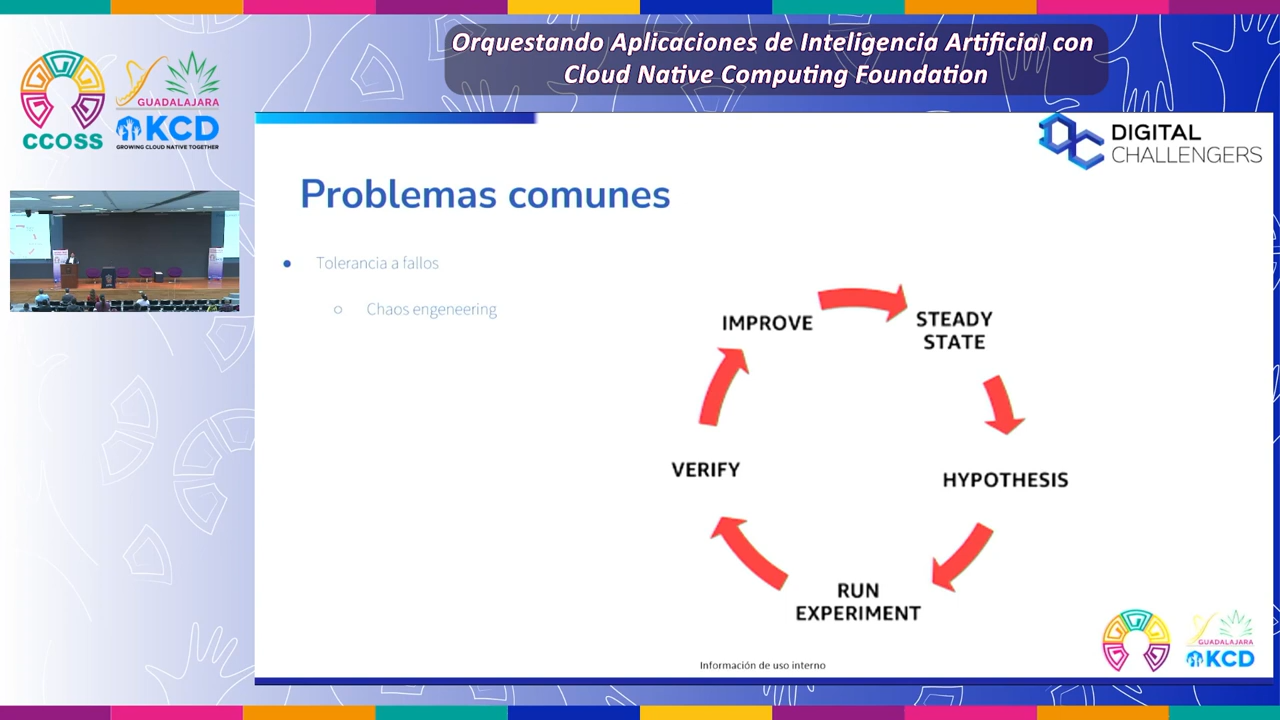 Orquestando Aplicaciones de Inteligencia Artificial con
Cloud Native Computing Foundation
CCOSS
GUADALAJARA
KCD
GROWING CLOUD NATIVE TOGETHER
DIGITAL
CHALLENGERS
Problemas comunes
Tolerancia a fallos
Chaos engeneering
IMPROVE
STEADY
STATE
HYPOTHESIS
RUN
EXPERIMENT
VERIFY
Información de uso interno
GUADALAJARA
KCD